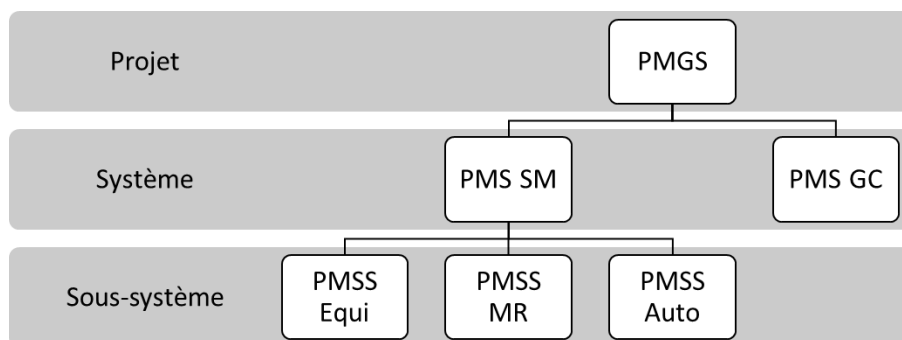 Projet
PMGS
Système
PMS SM
PMS GC
Sous-système
PMSS
Equi
PMSS
MR
PMSS
Auto